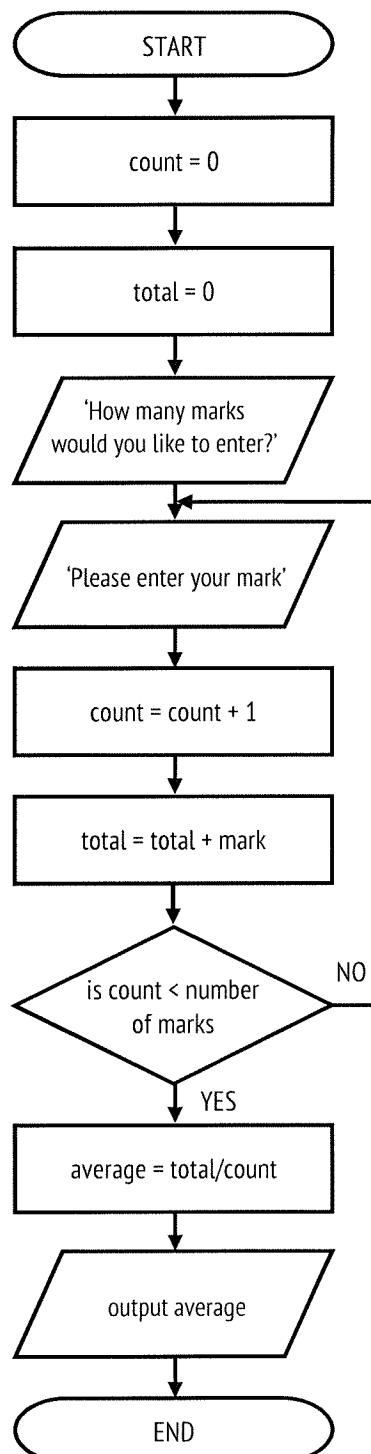 START
count = 0
total = 0
‘How many marks
would you like to enter?’
‘Please enter your mark’
count = count + 1
total = total + mark
is count < number
of marks
NO
YES
average = total/count
output average
END